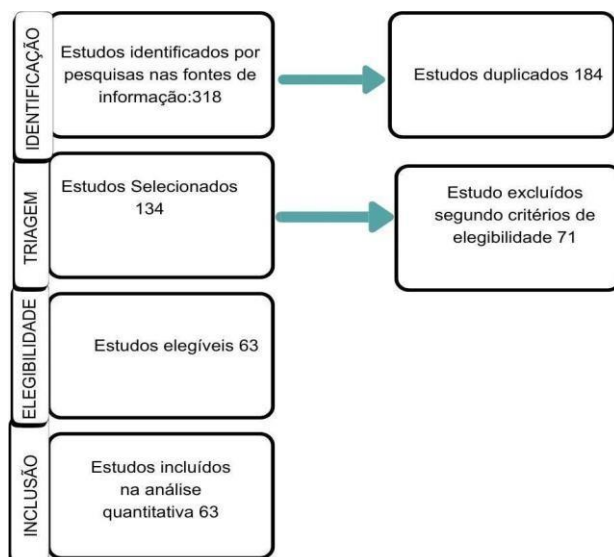 IDENTIFICAÇÃO
Estudos identificados por
pesquisas nas fontes de
informação:318
Estudos duplicados 184
TRIAGEM
Estudos Selecionados
134
Estudo excluídos
segundo critérios de
elegibilidade 71
ELEGIBILIDADE
Estudos elegíveis 63
INCLUSÃO
Estudos incluídos
na análise
quantitativa 63